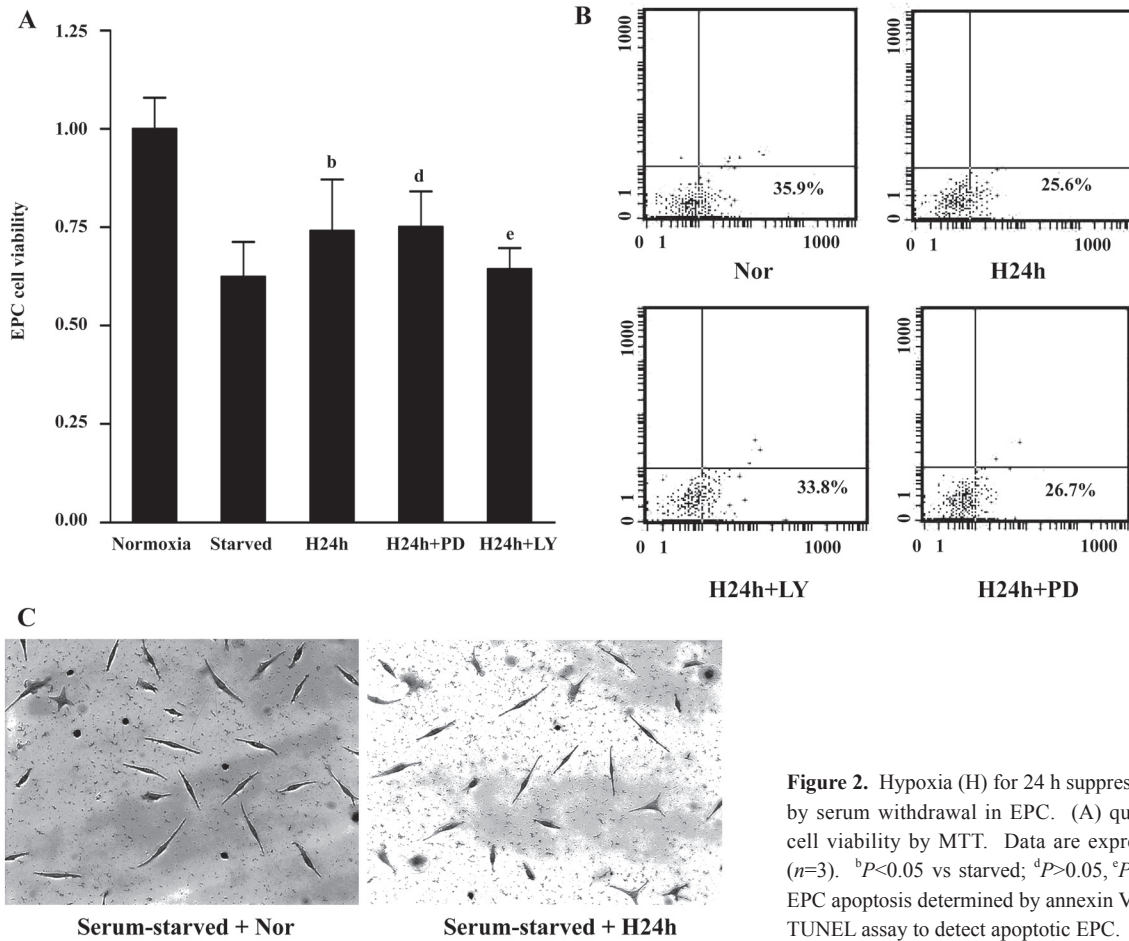 A
1.25
1.00
0.75
0.50
0.25
0.00
EPC cell viability
b
d
e
Normoxia Starved H24h H24h+PD H24h+LY
B
1000
1
0
35.9%
0 1 1000
Nor
1000
1
0
25.6%
0 1 1000
H24h
1000
1
0
33.8%
0 1 1000
H24h+LY
1000
1
0
26.7%
0 1 1000
H24h+PD
C
Serum-starved + Nor
Serum-starved + H24h
Figure 2. Hypoxia (H) for 24 h suppres
by serum withdrawal in EPC. (A) qu
cell viability by MTT. Data are expre
(n=3). bP<0.05 vs starved; dP>0.05, eP
EPC apoptosis determined by annexin V
TUNEL assay to detect apoptotic EPC.